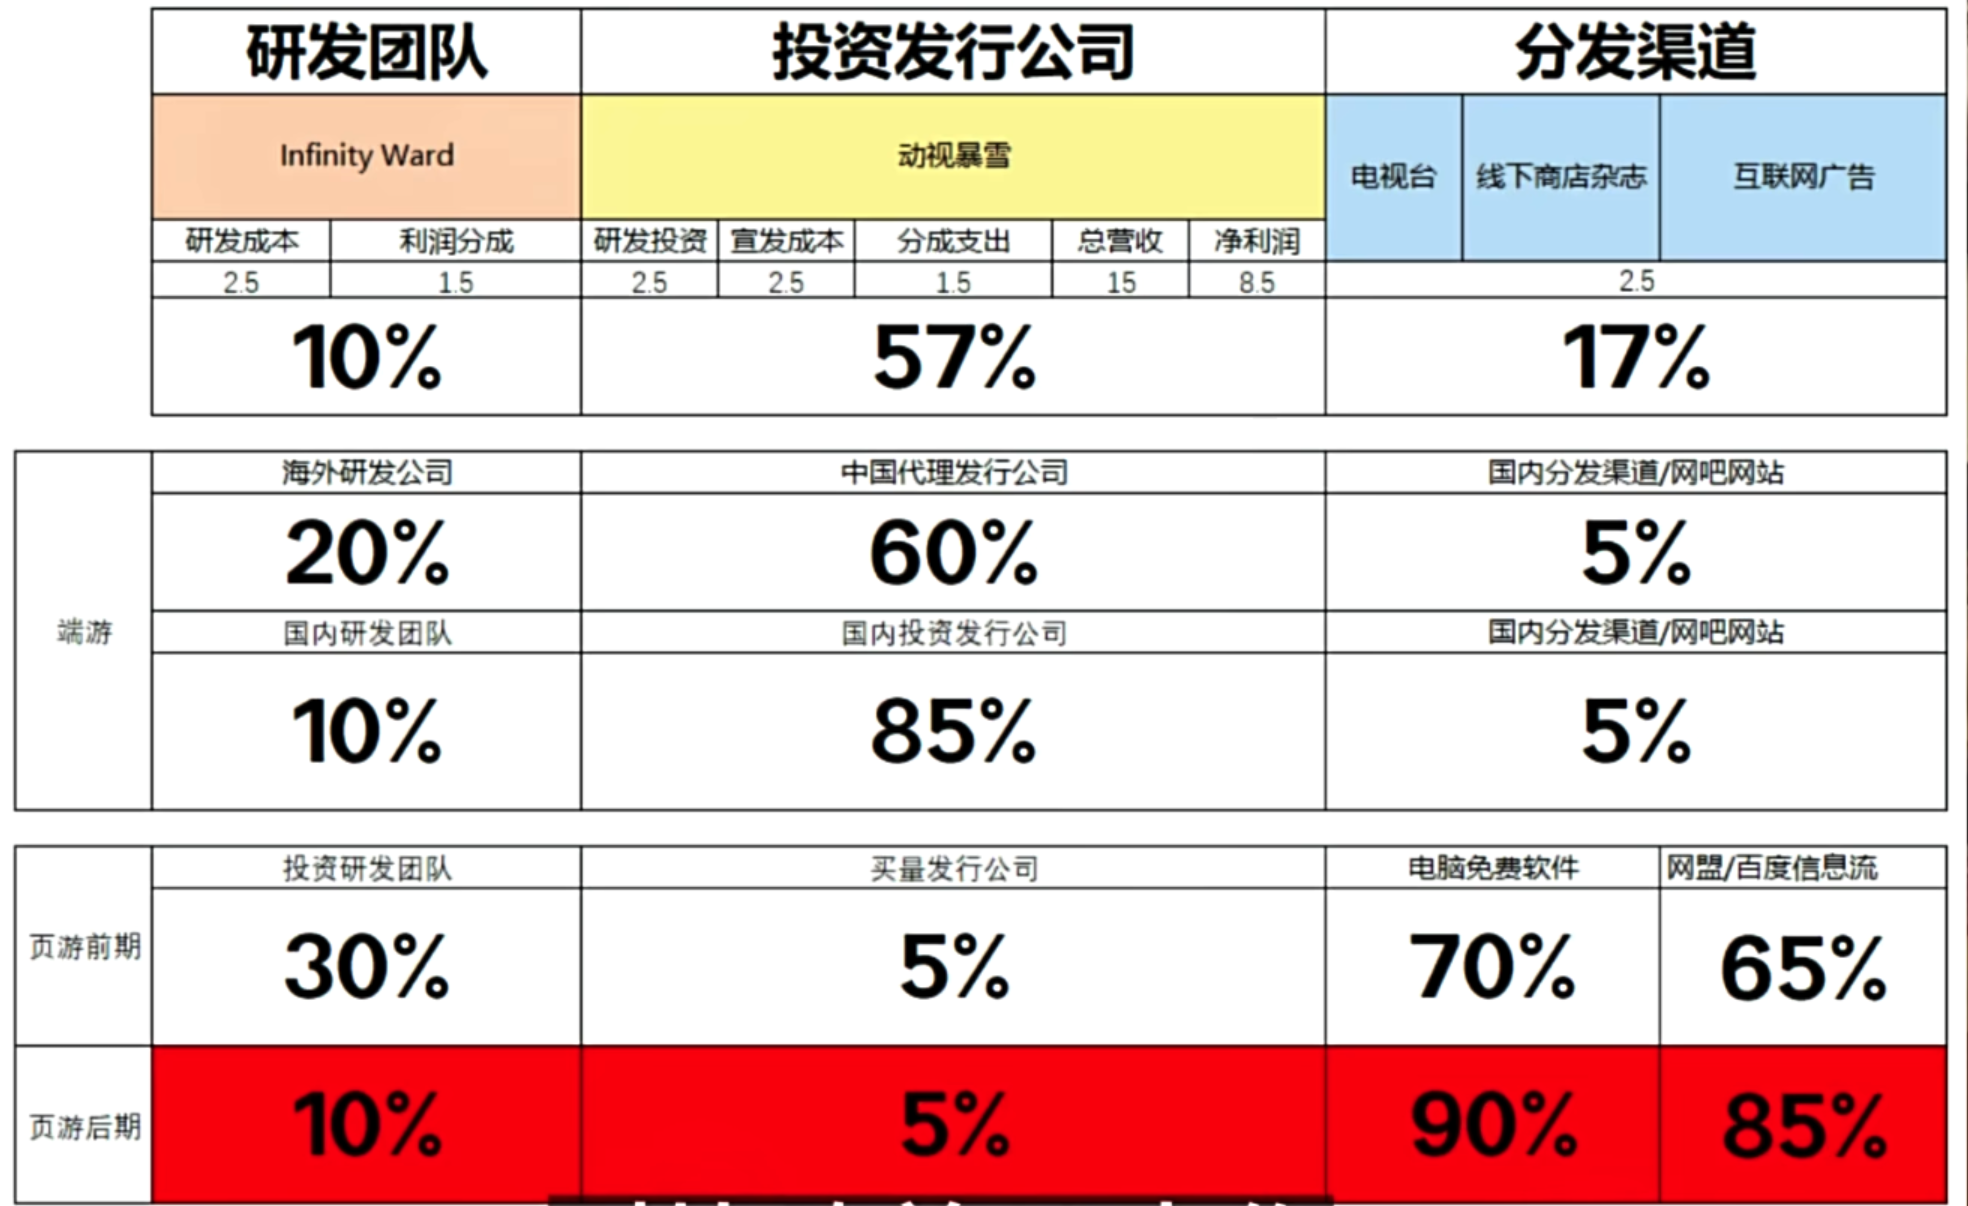 研发团队 投资发行公司 分发渠道
Infinity Ward 动视暴雪 电视台 线下商店杂志 互联网广告
研发成本 利润分成 研发投资 宣发成本 分成支出 总营收 净利润
2.5 1.5 2.5 2.5 1.5 15 8.5 2.5
10% 57% 17%
海外研发公司 中国代理发行公司 国内分发渠道/网吧网站
20% 60% 5%
端游
国内研发团队 国内投资发行公司 国内分发渠道/网吧网站
10% 85% 5%
投资研发团队 买量发行公司 电脑免费软件 网盟/百度信息流
页游前期 30% 5% 70% 65%
页游后期 10% 5% 90% 85%